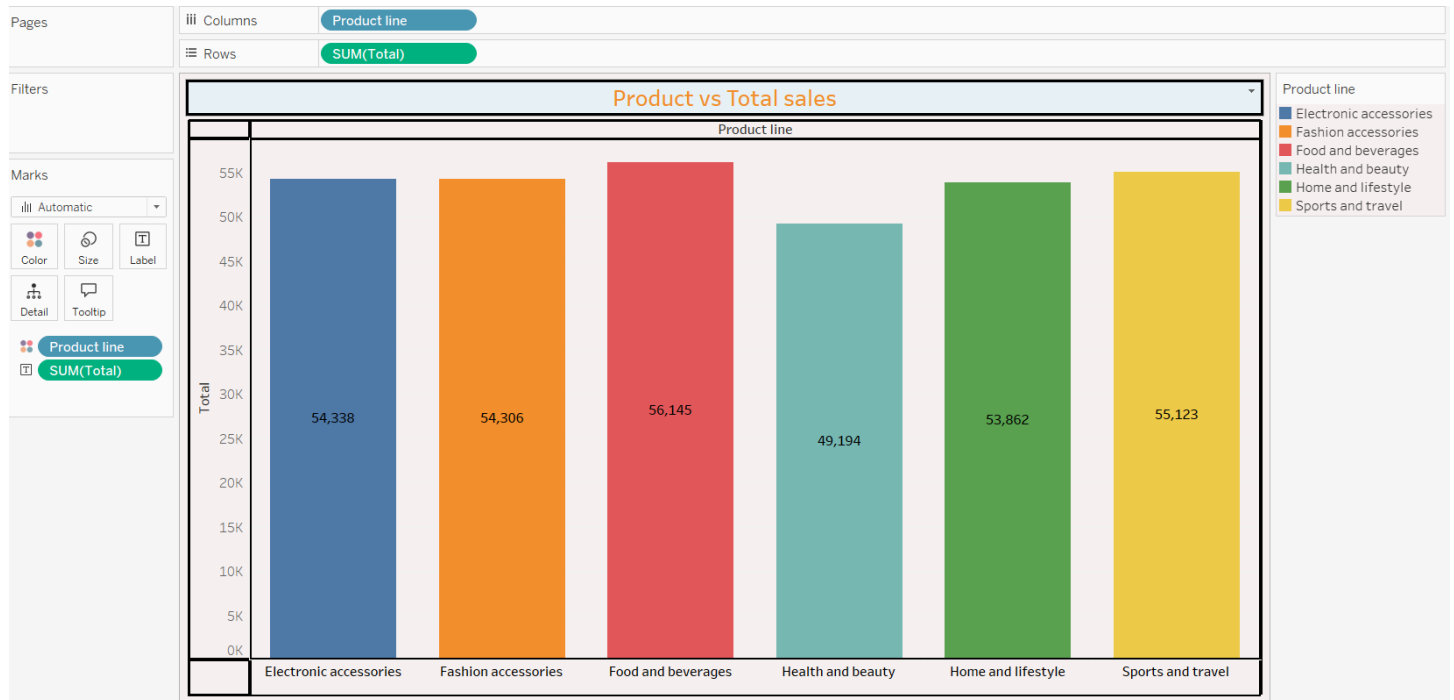 Pages
Columns
Product line
Rows
SUM(Total)
Filters
Marks
Automatic
Color
Size
Label
Detail
Tooltip
Product line
SUM(Total)
Product vs Total sales
Product line
Total
55K
50K
45K
40K
35K
30K
25K
20K
15K
10K
5K
0K
54,338
54,306
56,145
49,194
53,862
55,123
Electronic accessories
Fashion accessories
Food and beverages
Health and beauty
Home and lifestyle
Sports and travel
Product line
Electronic accessories
Fashion accessories
Food and beverages
Health and beauty
Home and lifestyle
Sports and travel